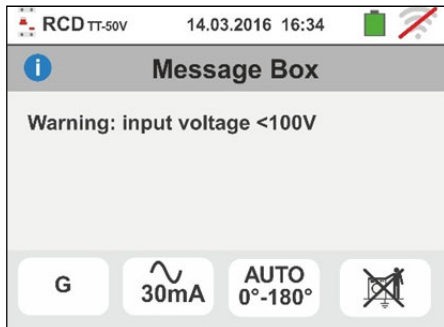 RCD TT-50V 14.03.2016 16:34
i Message Box
Warning: input voltage <100V
G 30mA AUTO
0°-180°